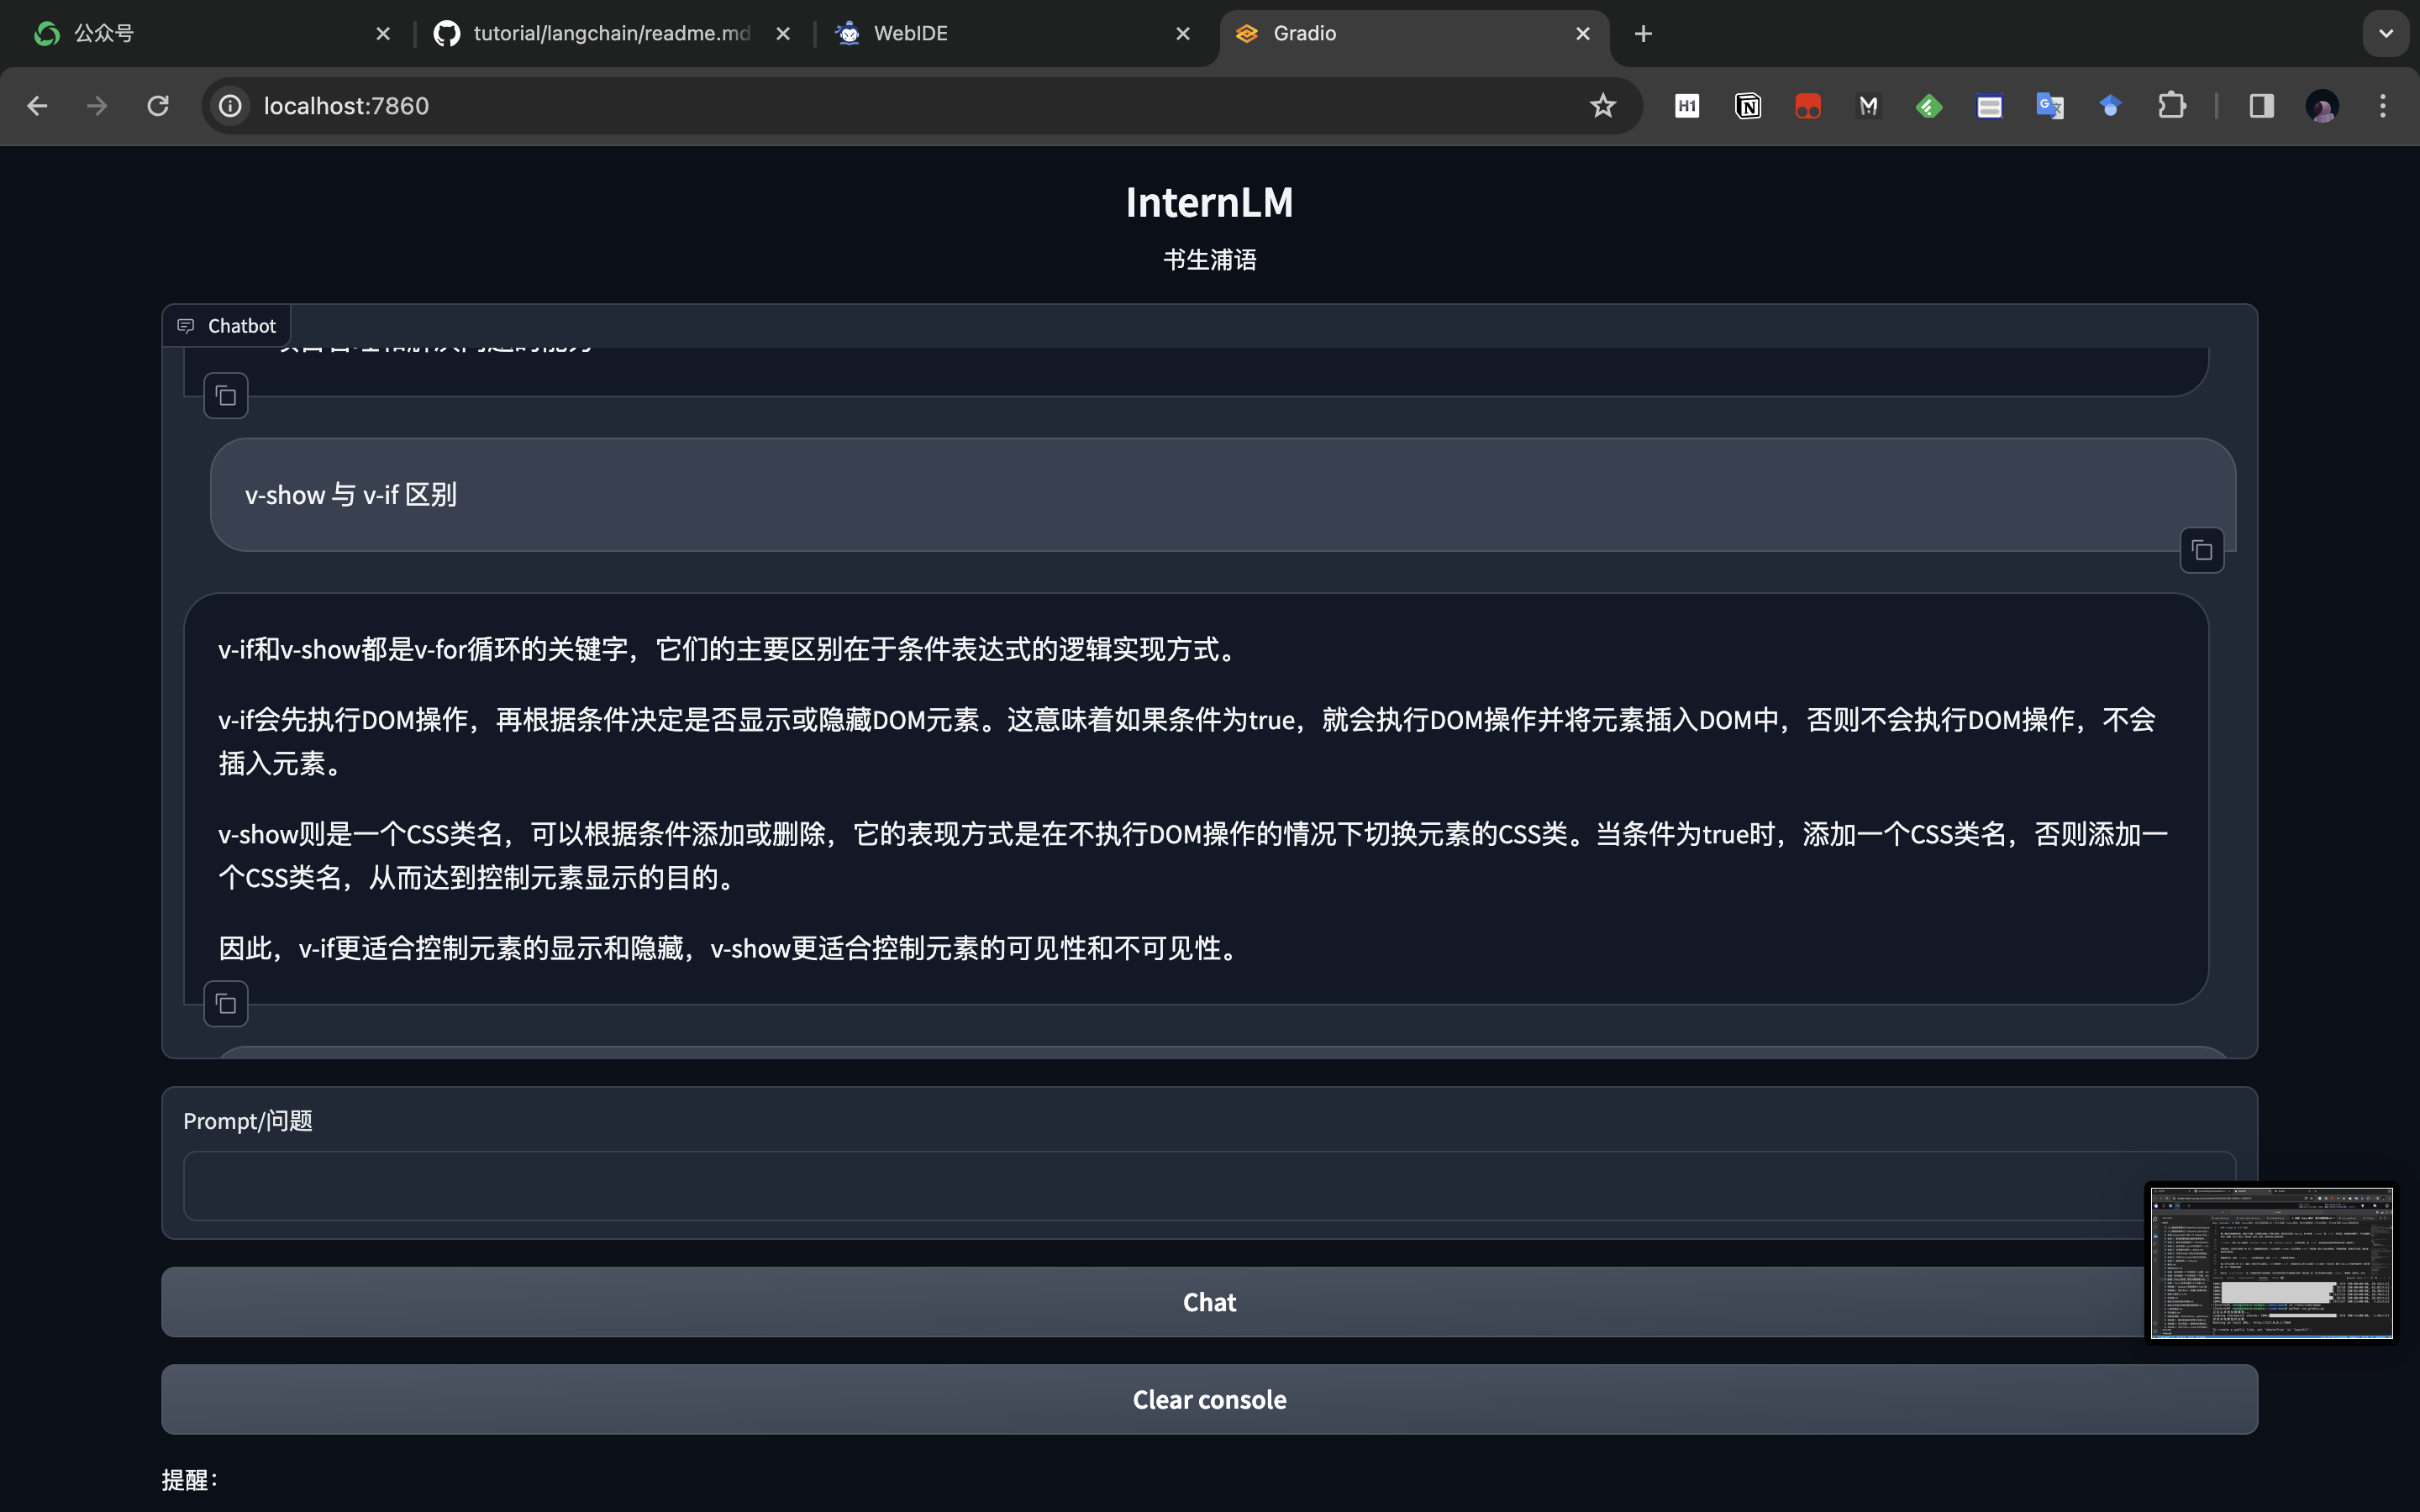 公众号
tutorial/langchain/readme.md
WebIDE
Gradio
localhost:7860
InternLM
书生浦语
Chatbot
v-show 与 v-if 区别
v-if和v-show都是v-for循环的关键字，它们的主要区别在于条件表达式的逻辑实现方式。
v-if会先执行DOM操作，再根据条件决定是否显示或隐藏DOM元素。这意味着如果条件为true，就会执行DOM操作并将元素插入DOM中，否则不会执行DOM操作，不会
插入元素。
v-show则是一个CSS类名，可以根据条件添加或删除，它的表现方式是在不执行DOM操作的情况下切换元素的CSS类。当条件为true时，添加一个CSS类名，否则添加一
个CSS类名，从而达到控制元素显示的目的。
因此，v-if更适合控制元素的显示和隐藏，v-show更适合控制元素的可见性和不可见性。
Prompt/问题
Chat
Clear console
提醒：